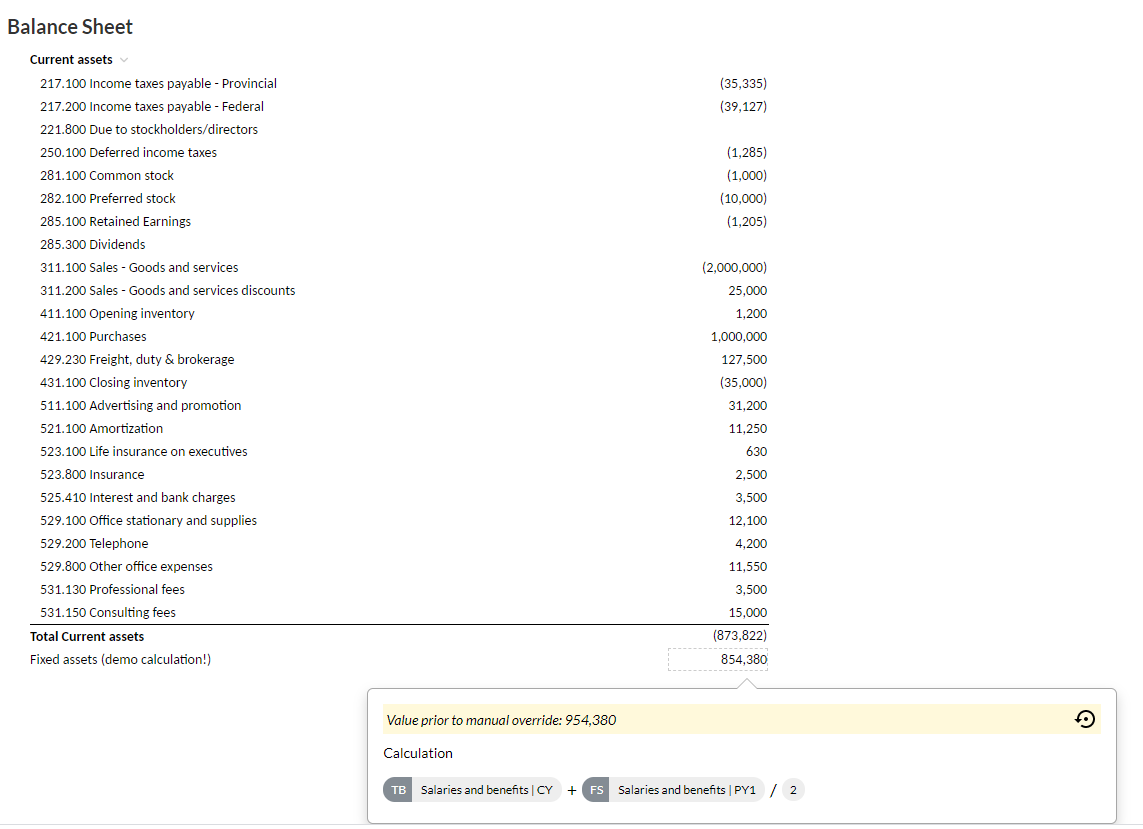 Balance Sheet
Current assets
217.100 Income taxes payable - Provincial (35,335)
217.200 Income taxes payable - Federal (39,127)
221.800 Due to stockholders/directors
250.100 Deferred income taxes (1,285)
281.100 Common stock (1,000)
282.100 Preferred stock (10,000)
285.100 Retained Earnings (1,205)
285.300 Dividends
311.100 Sales - Goods and services (2,000,000)
311.200 Sales - Goods and services discounts 25,000
411.100 Opening inventory 1,200
421.100 Purchases 1,000,000
429.230 Freight, duty & brokerage 127,500
431.100 Closing inventory (35,000)
511.100 Advertising and promotion 31,200
521.100 Amortization 11,250
523.100 Life insurance on executives 630
523.800 Insurance 2,500
525.410 Interest and bank charges 3,500
529.100 Office stationary and supplies 12,100
529.200 Telephone 4,200
529.800 Other office expenses 11,550
531.130 Professional fees 3,500
531.150 Consulting fees 15,000
Total Current assets (873,822)
Fixed assets (demo calculation!) 854,380
Value prior to manual override: 954,380
Calculation
TB Salaries and benefits | CY + FS Salaries and benefits | PY1 / 2